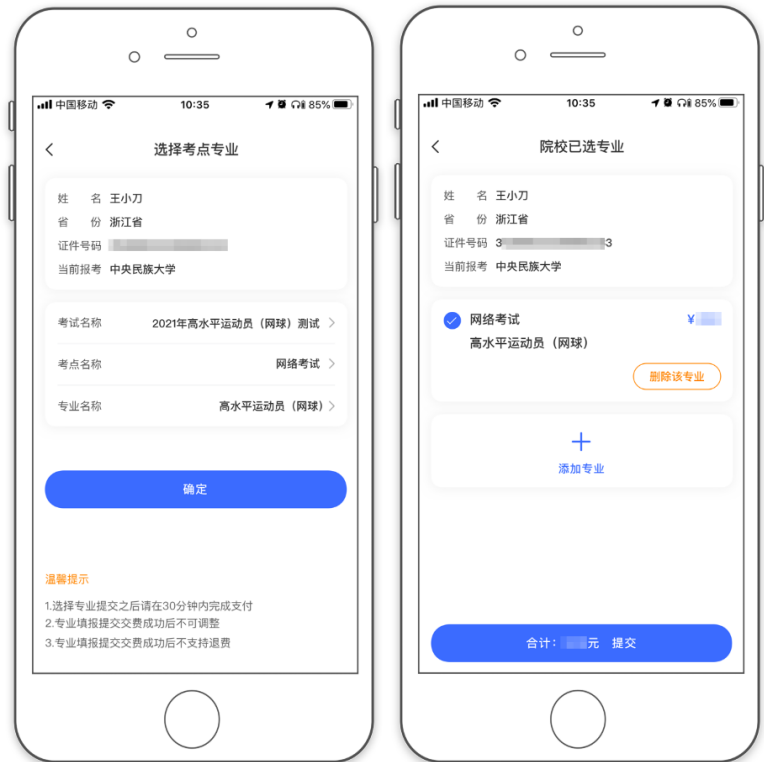 中国移动 10:35 85%
选择考点专业
姓 名 王小刀
省 份 浙江省
证件号码
当前报考 中央民族大学
考试名称 2021年高水平运动员（网球）测试
考点名称 网络考试
专业名称 高水平运动员（网球）
确定
温馨提示
1.选择专业提交之后请在30分钟内完成支付
2.专业填报提交交费成功后不可调整
3.专业填报提交交费成功后不支持退费
中国移动 10:35 85%
院校已选专业
姓 名 王小刀
省 份 浙江省
证件号码 3 3
当前报考 中央民族大学
网络考试 ¥
高水平运动员（网球）
删除该专业
添加专业
合计： 元 提交